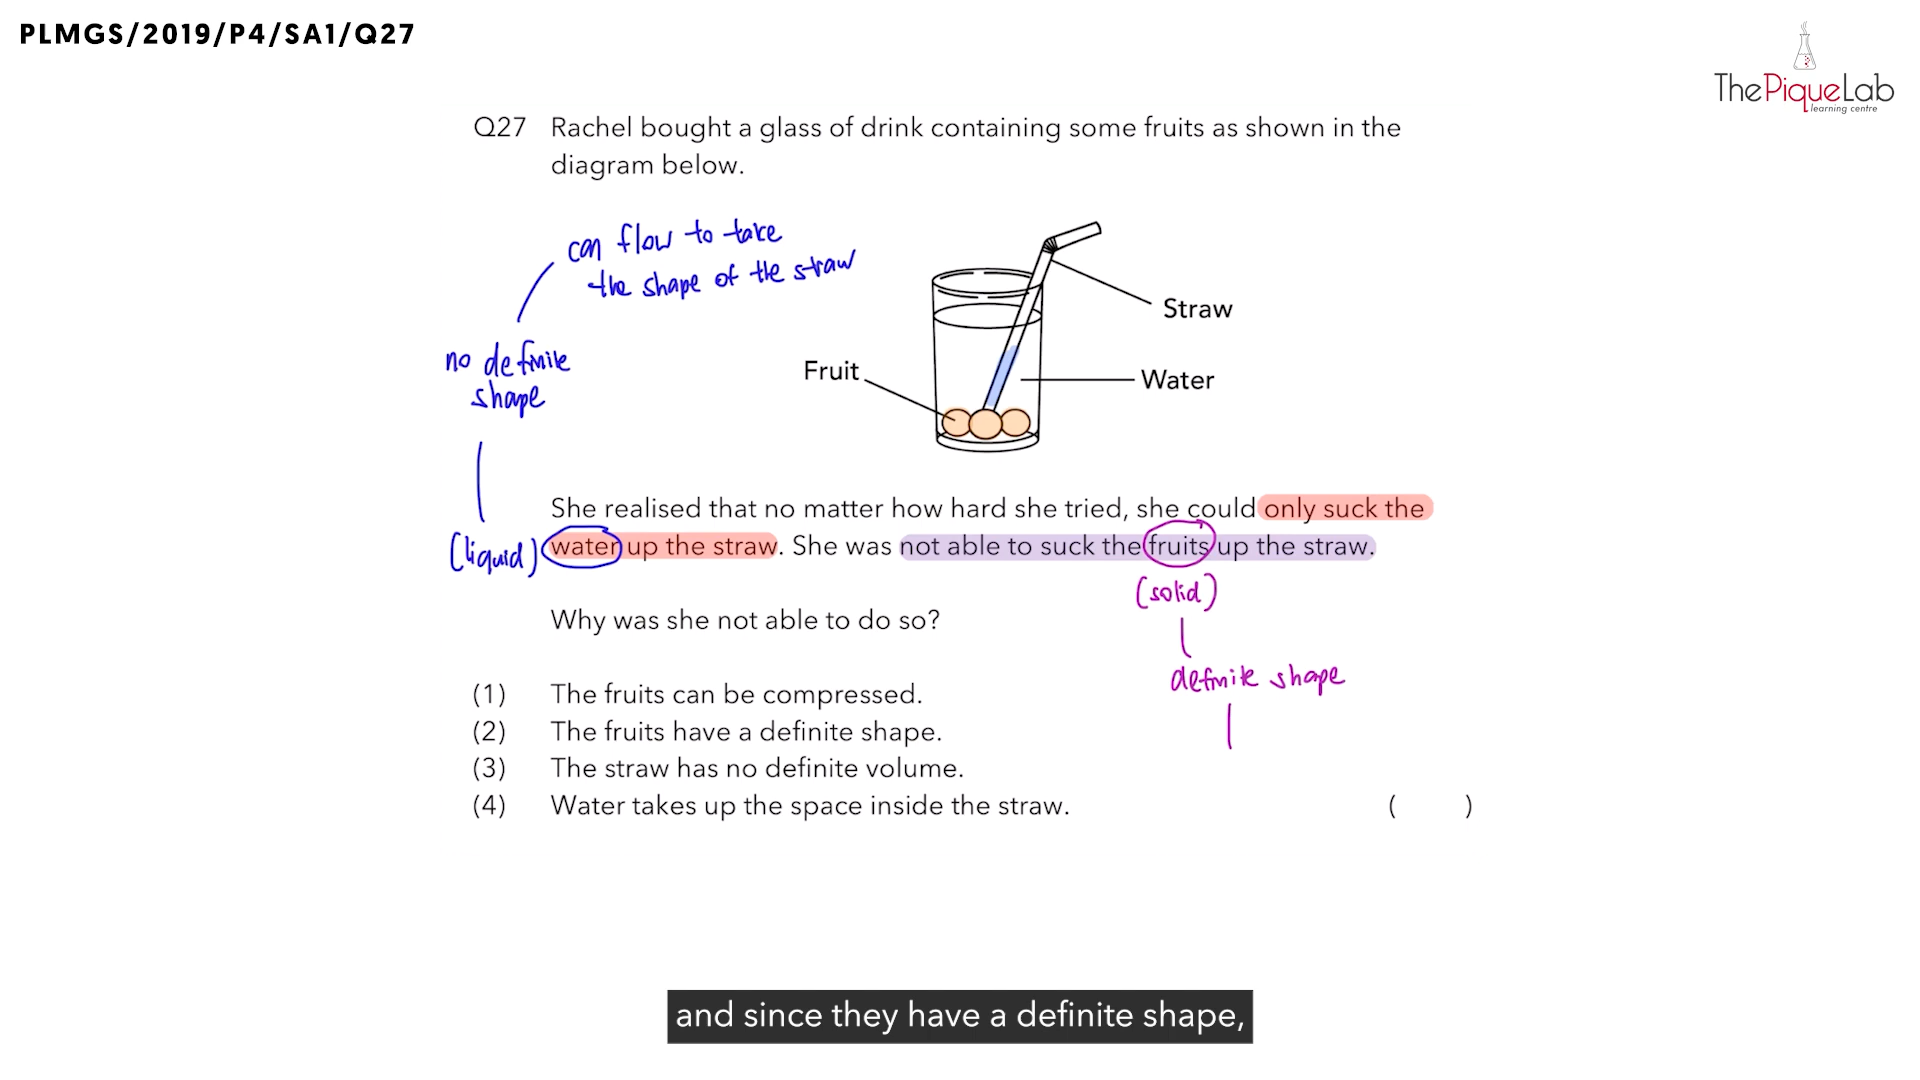 PLMGS/2019/P4/SA1/Q27
ThePiqueLab
learning centre
Q27 Rachel bought a glass of drink containing some fruits as shown in the
diagram below.
can flow to take
the shape of the straw
no definite
shape
(liquid)
Straw
Fruit
Water
She realised that no matter how hard she tried, she could only suck the
water up the straw. She was not able to suck the fruits up the straw.
(solid)
definite shape
Why was she not able to do so?
(1) The fruits can be compressed.
(2) The fruits have a definite shape.
(3) The straw has no definite volume.
(4) Water takes up the space inside the straw. ( )
and since they have a definite shape,